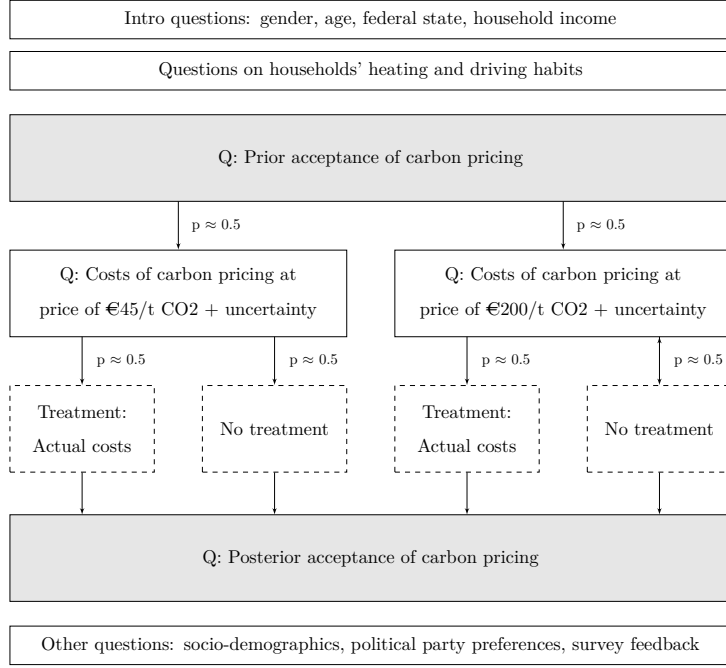 Intro questions: gender, age, federal state, household income
Questions on households’ heating and driving habits
Q: Prior acceptance of carbon pricing
p ≈ 0.5
p ≈ 0.5
Q: Costs of carbon pricing at
price of €45/t CO2 + uncertainty
Q: Costs of carbon pricing at
price of €200/t CO2 + uncertainty
p ≈ 0.5
p ≈ 0.5
p ≈ 0.5
p ≈ 0.5
Treatment:
Actual costs
No treatment
Treatment:
Actual costs
No treatment
Q: Posterior acceptance of carbon pricing
Other questions: socio-demographics, political party preferences, survey feedback